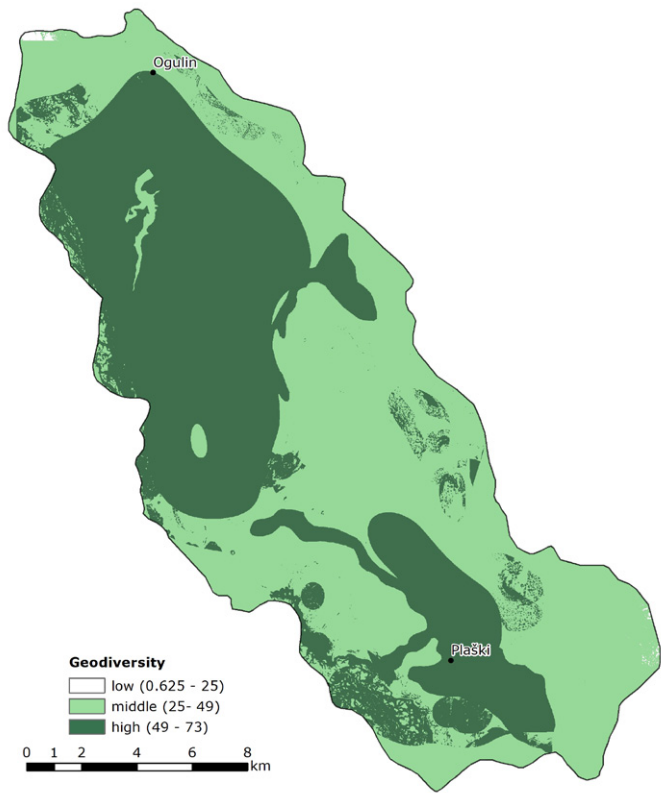 Ogulin
Plaški
Geodiversity
low (0.625 - 25)
middle (25- 49)
high (49 - 73)
0 1 2 4 6 8
km